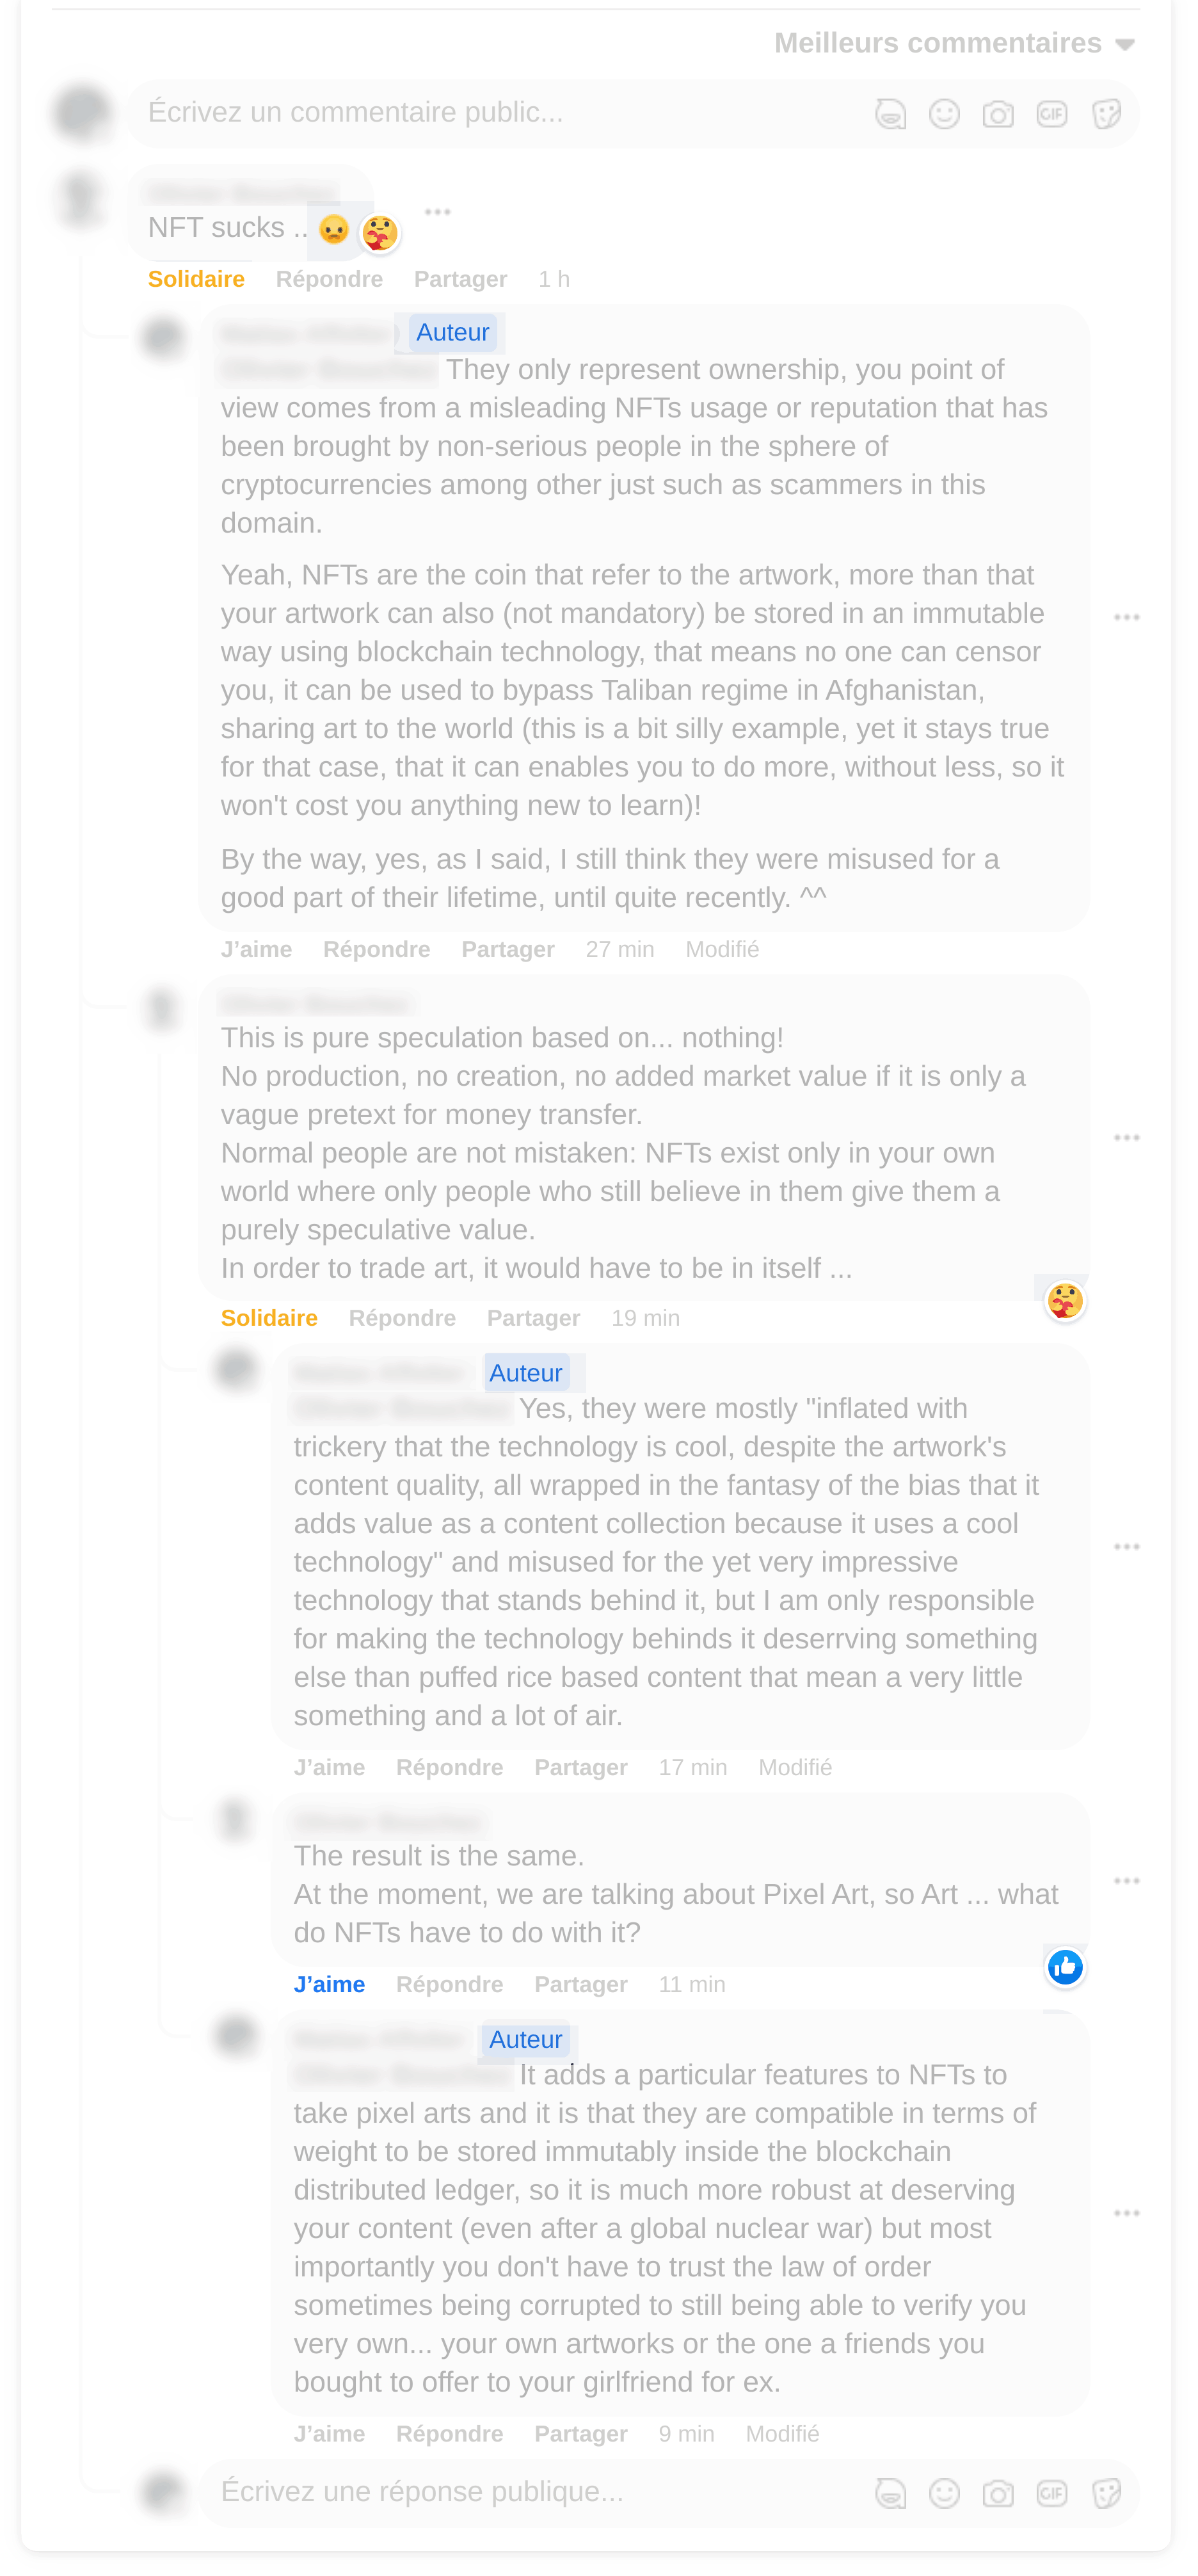 Meilleurs commentaires
Écrivez un commentaire public...
GIF
NFT sucks ..
Solidaire Répondre Partager 1 h
Auteur
They only represent ownership, you point of
view comes from a misleading NFTs usage or reputation that has
been brought by non-serious people in the sphere of
cryptocurrencies among other just such as scammers in this
domain.
Yeah, NFTs are the coin that refer to the artwork, more than that
your artwork can also (not mandatory) be stored in an immutable
way using blockchain technology, that means no one can censor
you, it can be used to bypass Taliban regime in Afghanistan,
sharing art to the world (this is a bit silly example, yet it stays true
for that case, that it can enables you to do more, without less, so it
won't cost you anything new to learn)!
By the way, yes, as I said, I still think they were misused for a
good part of their lifetime, until quite recently. ^^
J’aime Répondre Partager 27 min Modifié
This is pure speculation based on... nothing!
No production, no creation, no added market value if it is only a
vague pretext for money transfer.
Normal people are not mistaken: NFTs exist only in your own
world where only people who still believe in them give them a
purely speculative value.
In order to trade art, it would have to be in itself ...
Solidaire Répondre Partager 19 min
Auteur
Yes, they were mostly "inflated with
trickery that the technology is cool, despite the artwork's
content quality, all wrapped in the fantasy of the bias that it
adds value as a content collection because it uses a cool
technology" and misused for the yet very impressive
technology that stands behind it, but I am only responsible
for making the technology behinds it deserrving something
else than puffed rice based content that mean a very little
something and a lot of air.
J’aime Répondre Partager 17 min Modifié
The result is the same.
At the moment, we are talking about Pixel Art, so Art ... what
do NFTs have to do with it?
J’aime Répondre Partager 11 min
Auteur
It adds a particular features to NFTs to
take pixel arts and it is that they are compatible in terms of
weight to be stored immutably inside the blockchain
distributed ledger, so it is much more robust at deserving
your content (even after a global nuclear war) but most
importantly you don't have to trust the law of order
sometimes being corrupted to still being able to verify you
very own... your own artworks or the one a friends you
bought to offer to your girlfriend for ex.
J’aime Répondre Partager 9 min Modifié
Écrivez une réponse publique...
GIF